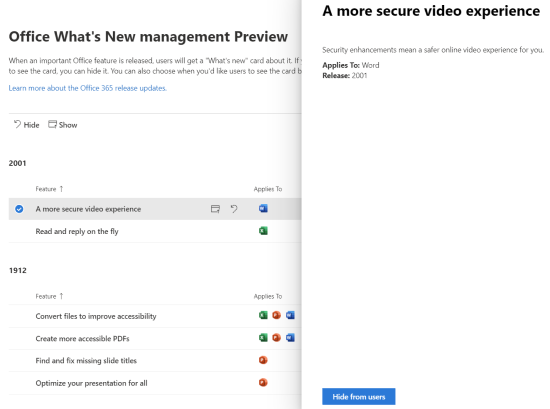 Office What's New management Preview
When an important Office feature is released, users will get a "What's new" card about it. If
to see the card, you can hide it. You can also choose when you'd like users to see the card b
Learn more about the Office 365 release updates.
Hide Show
2001
Feature ↑ Applies To
A more secure video experience
Read and reply on the fly
1912
Feature ↑ Applies To
Convert files to improve accessibility
Create more accessible PDFs
Find and fix missing slide titles
Optimize your presentation for all
A more secure video experience
Security enhancements mean a safer online video experience for you.
Applies To: Word
Release: 2001
Hide from users